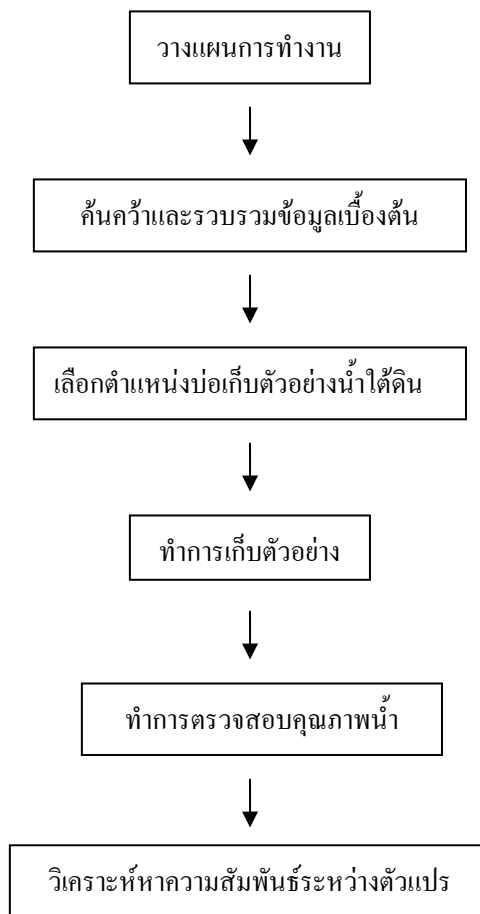 วางแผนการทำงาน
ค้นคว้าและรวบรวมข้อมูลเบื้องต้น
เลือกตำแหน่งบ่อเก็บตัวอย่างน้ำใต้ดิน
ทำการเก็บตัวอย่าง
ทำการตรวจสอบคุณภาพน้ำ
วิเคราะห์หาความสัมพันธ์ระหว่างตัวแปร